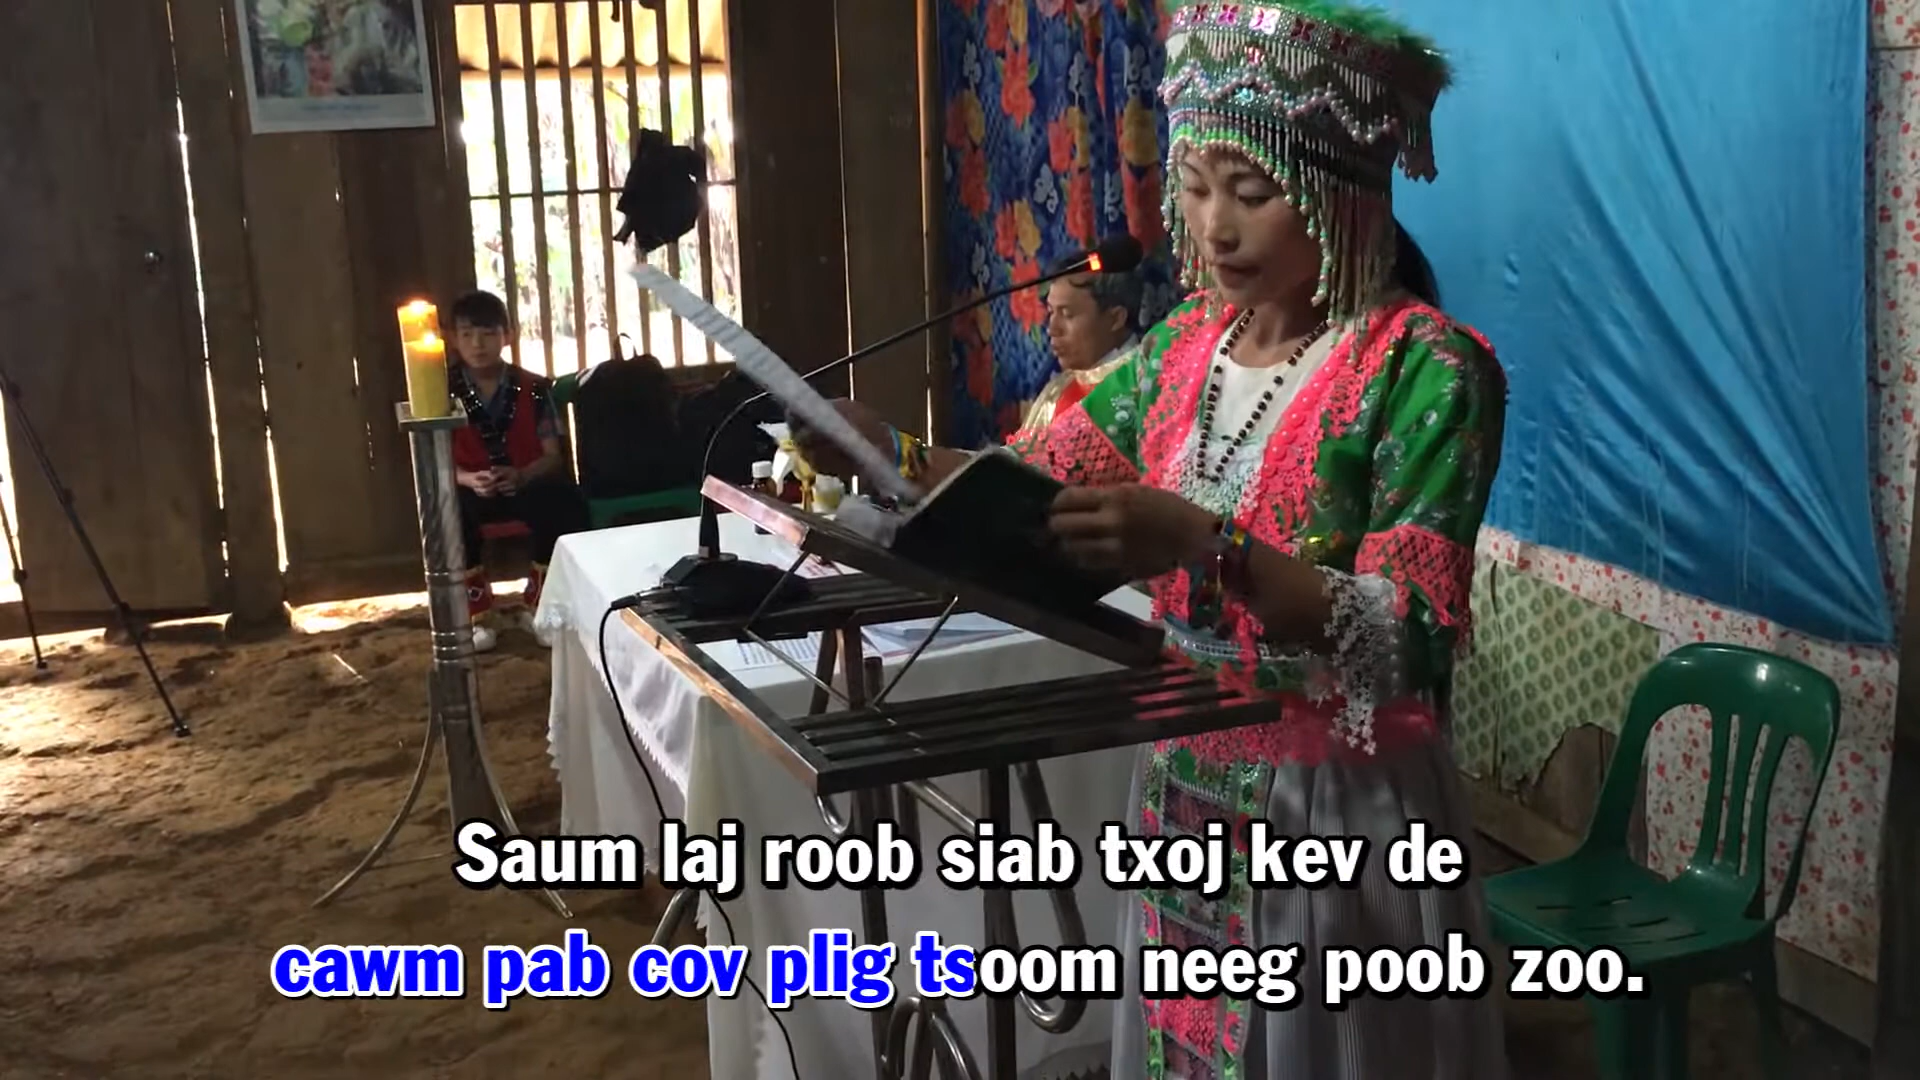 Saum laj roob siab txoj kev de
cawm pab cov plig tsoom neeg poob zoo.